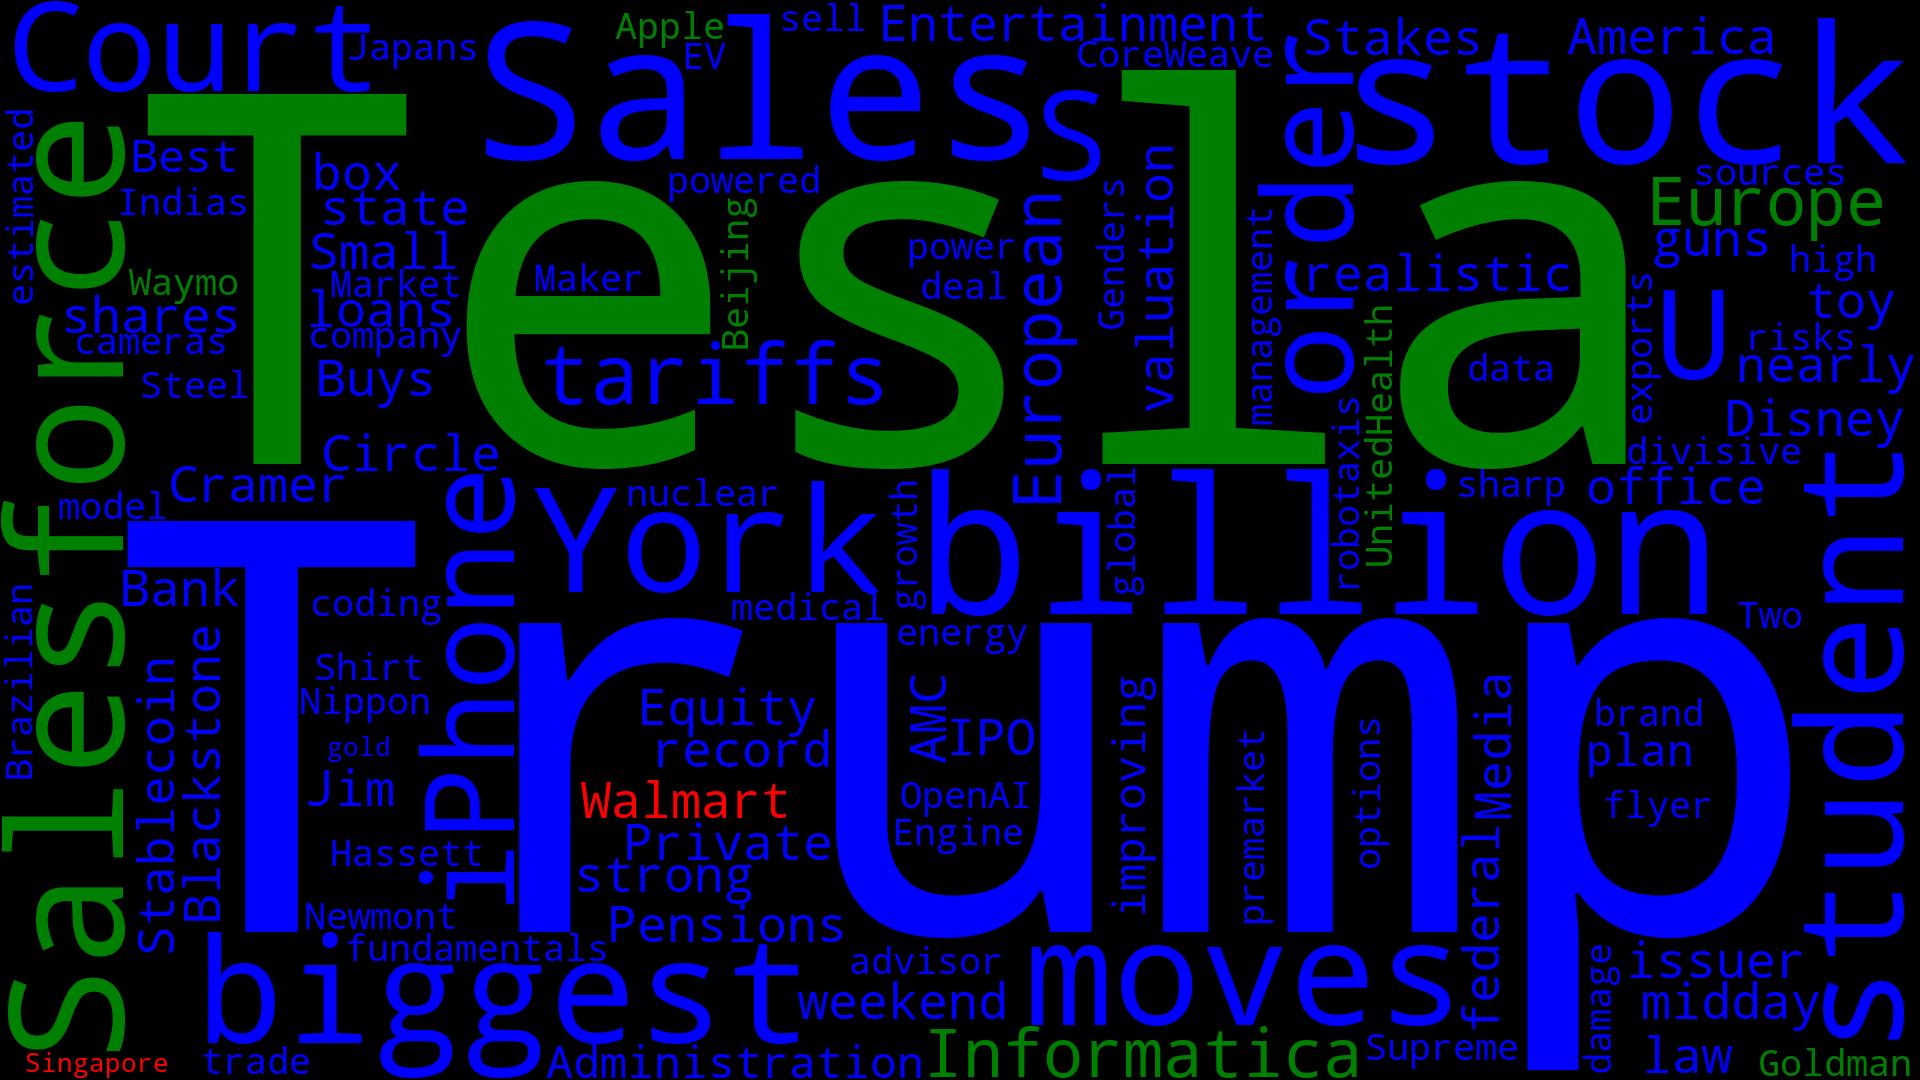 Court
Japans
Sales
Apple
EV
sell
Entertainment
CoreWeave
S
order
Stakes
stock
America
estimated
Salesforce
Tesla
Best
Indias
box
state
Small
Market
loans
company
Waymo
shares
cameras
Steel
Buys
powered
Maker
Beijing
tariffs
power
deal
European
Genders
valuation
management
realistic
UnitedHealth
robotaxis
data
sources
Europe
guns
high
toy
U
risks
nearly
exports
Disney
divisive
office
sharp
Circle
Cramer
model
iPhone
York
nuclear
growth
billion
global
student
Trump
Bank
coding
medical
energy
Two
Brazilian
Stablecoin
Blackstone
Shirt
Nippon
gold
Jim
Hassett
Newmont
fundamentals
Equity
record
Walmart
Private
strong
Pensions
AMC
IPO
OpenAI
Engine
improving
premarket
options
Media
federal
brand
plan
flyer
biggest
advisor
weekend
moves
damage
issuer
midday
Singapore
trade
Administration
Informatica
Supreme
law
Goldman